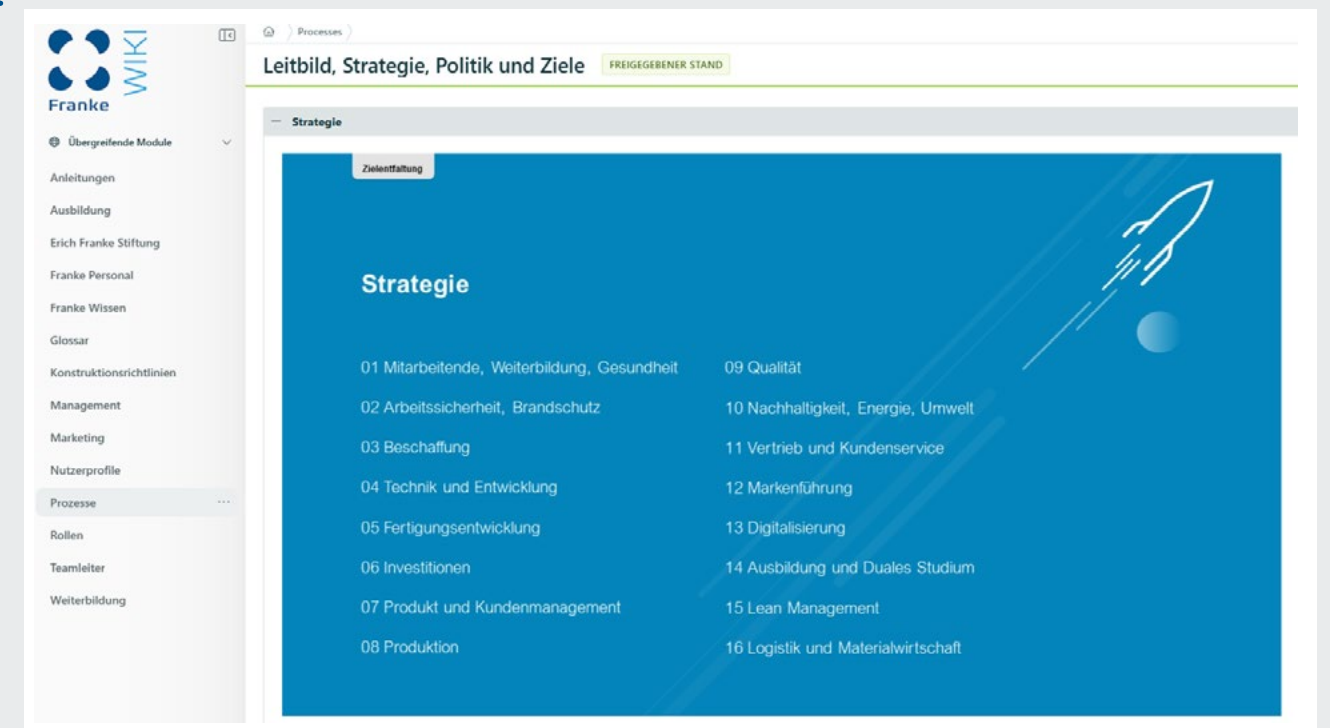 Franke
WIKI
Übergreifende Module
Anleitungen
Ausbildung
Erich Franke Stiftung
Franke Personal
Franke Wissen
Glossar
Konstruktionsrichtlinien
Management
Marketing
Nutzerprofile
Prozesse
Rollen
Teamleiter
Weiterbildung
Processes
Leitbild, Strategie, Politik und Ziele FREIGEGEBENER STAND
Strategie
Zielentfaltung
Strategie
01 Mitarbeitende, Weiterbildung, Gesundheit
02 Arbeitssicherheit, Brandschutz
03 Beschaffung
04 Technik und Entwicklung
05 Fertigungsentwicklung
06 Investitionen
07 Produkt und Kundenmanagement
08 Produktion
09 Qualität
10 Nachhaltigkeit, Energie, Umwelt
11 Vertrieb und Kundenservice
12 Markenführung
13 Digitalisierung
14 Ausbildung und Duales Studium
15 Lean Management
16 Logistik und Materialwirtschaft